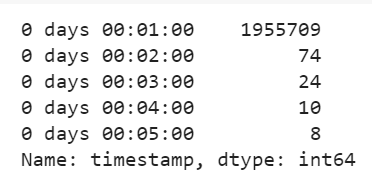 0 days 00:01:00    1955709
0 days 00:02:00         74
0 days 00:03:00         24
0 days 00:04:00         10
0 days 00:05:00          8
Name: timestamp, dtype: int64